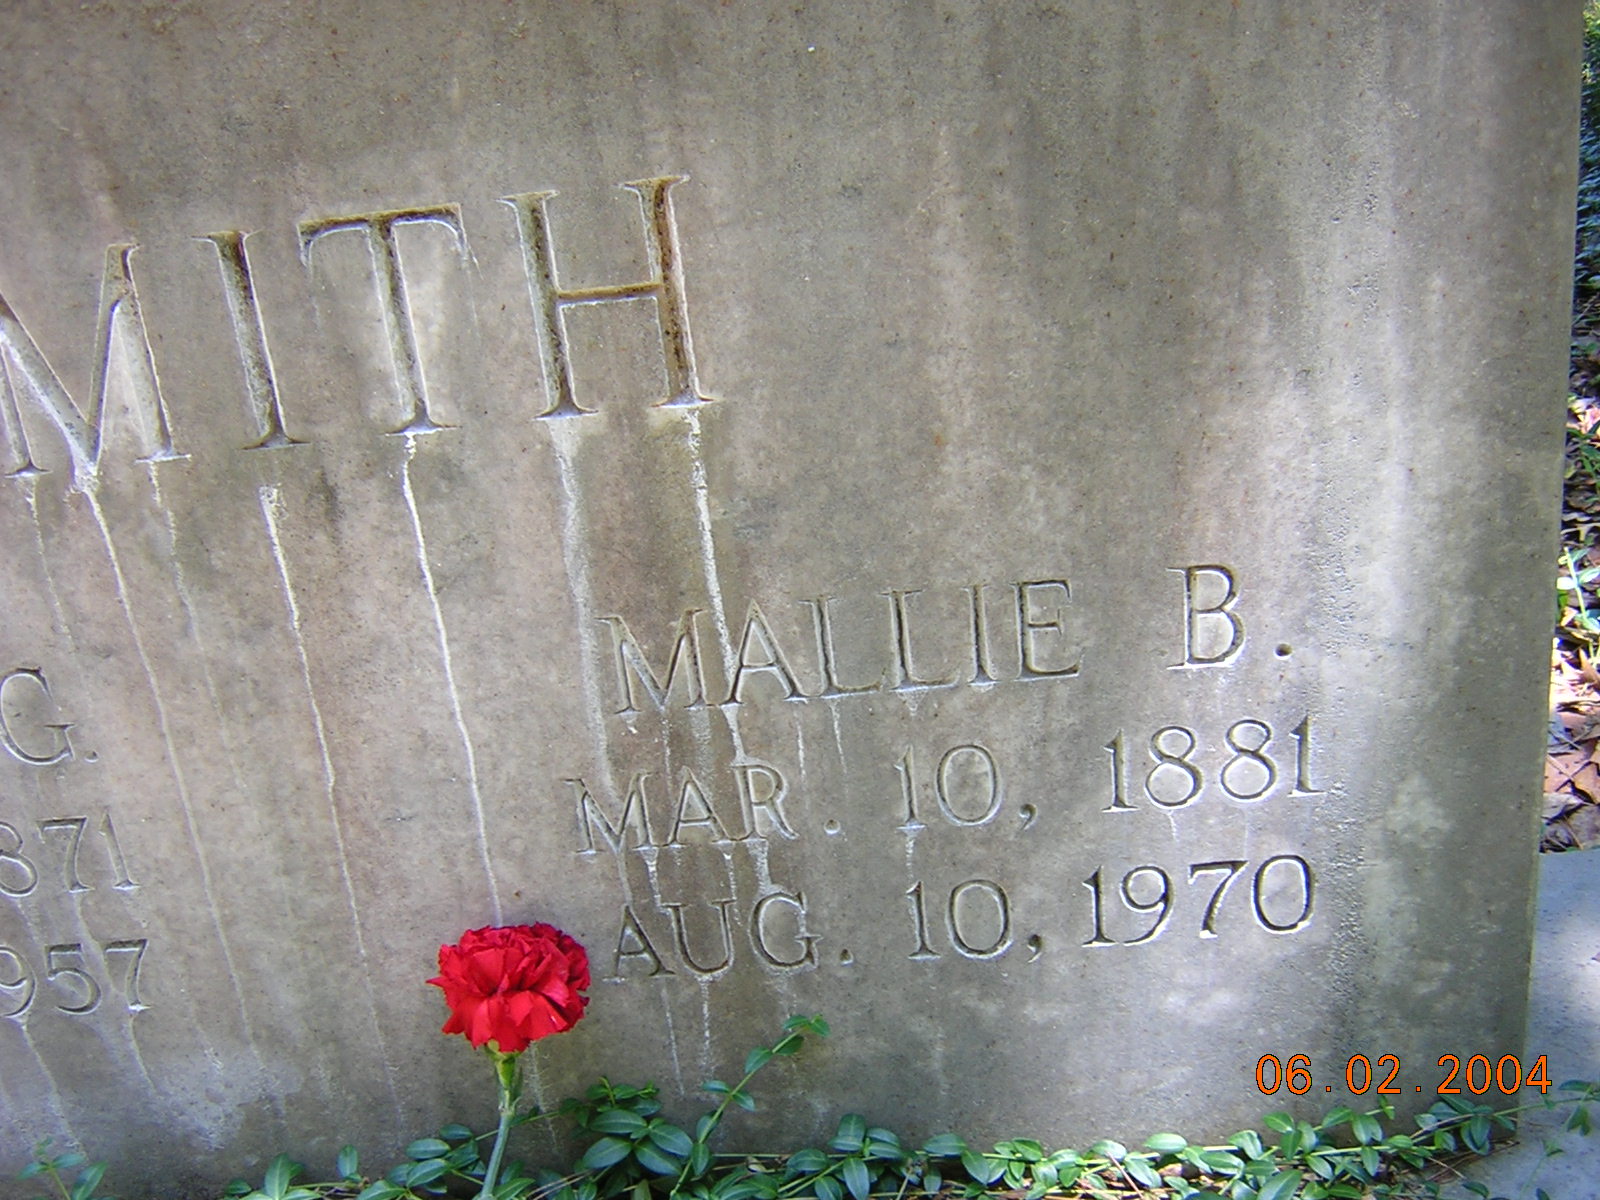 MITH
G.
871
957
MALLIE B.
MAR. 10, 1881
AUG. 10, 1970
06.02.2004